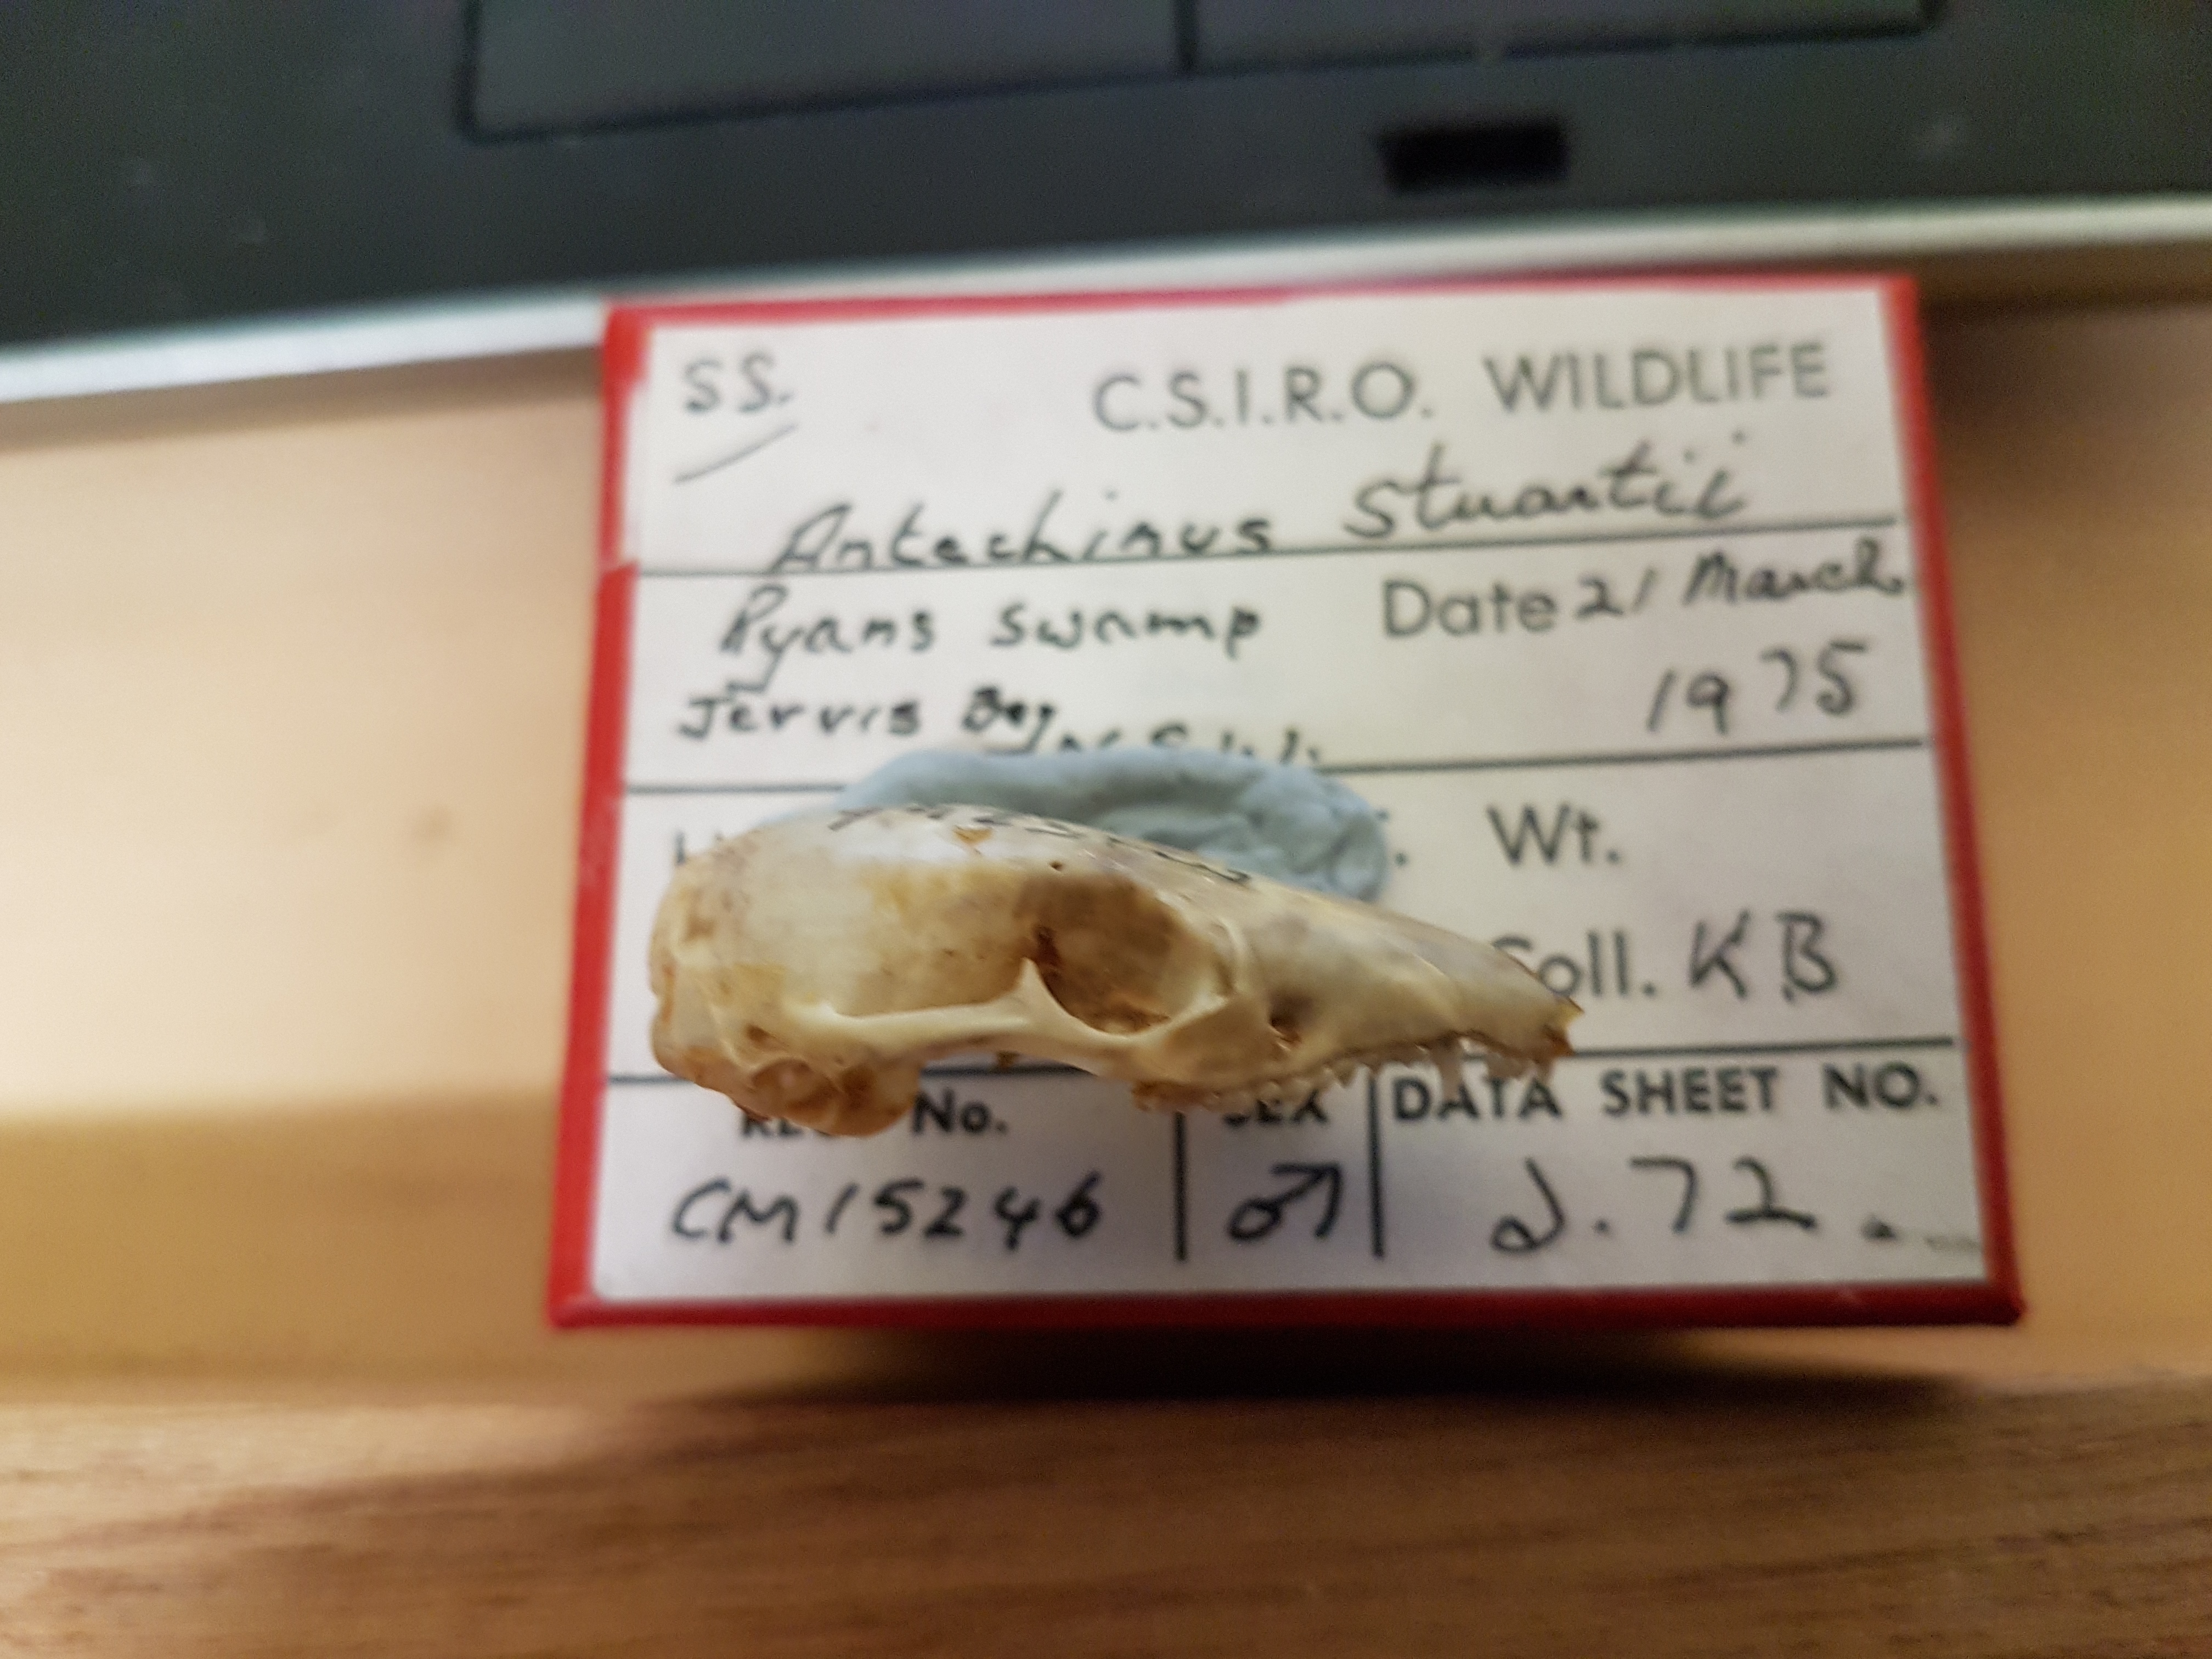 SS. C.S.I.R.O. WILDLIFE
Antechinus Stuartii
Ryans Swamp Date 21 March
Jervis Bay 1975
Wt.
Coll. KB
No. SEX DATA SHEET NO.
CM15246 ♂ J.72.